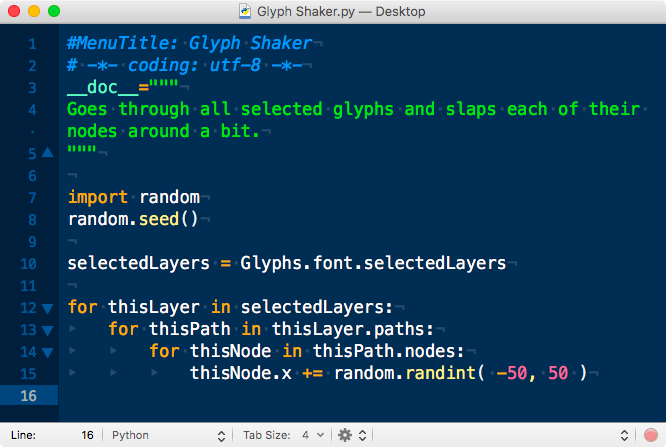 Glyph Shaker.py — Desktop
1 #MenuTitle: Glyph Shaker¬
2 # -*- coding: utf-8 -*-¬
3 __doc__="""¬
4 Goes through all selected glyphs and slaps each of their
· nodes around a bit.¬
5 """¬
6 ¬
7 import random¬
8 random.seed()¬
9 ¬
10 selectedLayers = Glyphs.font.selectedLayers¬
11 ¬
12 for thisLayer in selectedLayers:¬
13 for thisPath in thisLayer.paths:¬
14 for thisNode in thisPath.nodes:¬
15 thisNode.x += random.randint( -50, 50 )¬
16
Line: 16 Python Tab Size: 4